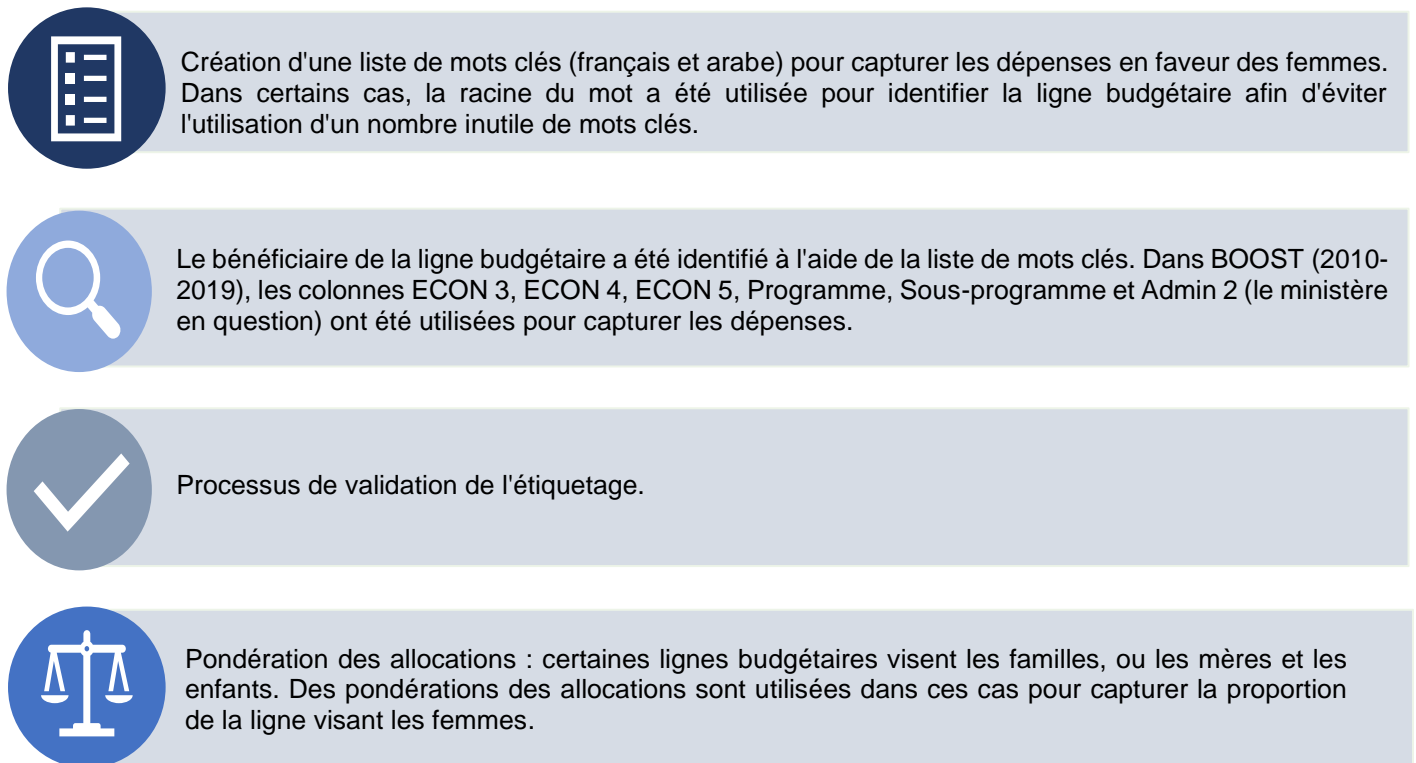 Création d'une liste de mots clés (français et arabe) pour capturer les dépenses en faveur des femmes.
Dans certains cas, la racine du mot a été utilisée pour identifier la ligne budgétaire afin d'éviter
l'utilisation d'un nombre inutile de mots clés.
Le bénéficiaire de la ligne budgétaire a été identifié à l'aide de la liste de mots clés. Dans BOOST (2010-
2019), les colonnes ECON 3, ECON 4, ECON 5, Programme, Sous-programme et Admin 2 (le ministère
en question) ont été utilisées pour capturer les dépenses.
Processus de validation de l'étiquetage.
Pondération des allocations : certaines lignes budgétaires visent les familles, ou les mères et les
enfants. Des pondérations des allocations sont utilisées dans ces cas pour capturer la proportion
de la ligne visant les femmes.